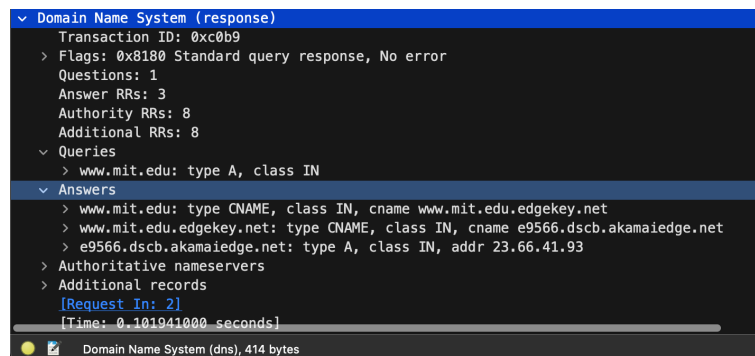 Domain Name System (response)
Transaction ID: 0xc0b9
Flags: 0x8180 Standard query response, No error
Questions: 1
Answer RRs: 3
Authority RRs: 8
Additional RRs: 8
Queries
www.mit.edu: type A, class IN
Answers
www.mit.edu: type CNAME, class IN, cname www.mit.edu.edgekey.net
www.mit.edu.edgekey.net: type CNAME, class IN, cname e9566.dscb.akamaiedge.net
e9566.dscb.akamaiedge.net: type A, class IN, addr 23.66.41.93
Authoritative nameservers
Additional records
[Request In: 2]
[Time: 0.101941000 seconds]
Domain Name System (dns), 414 bytes